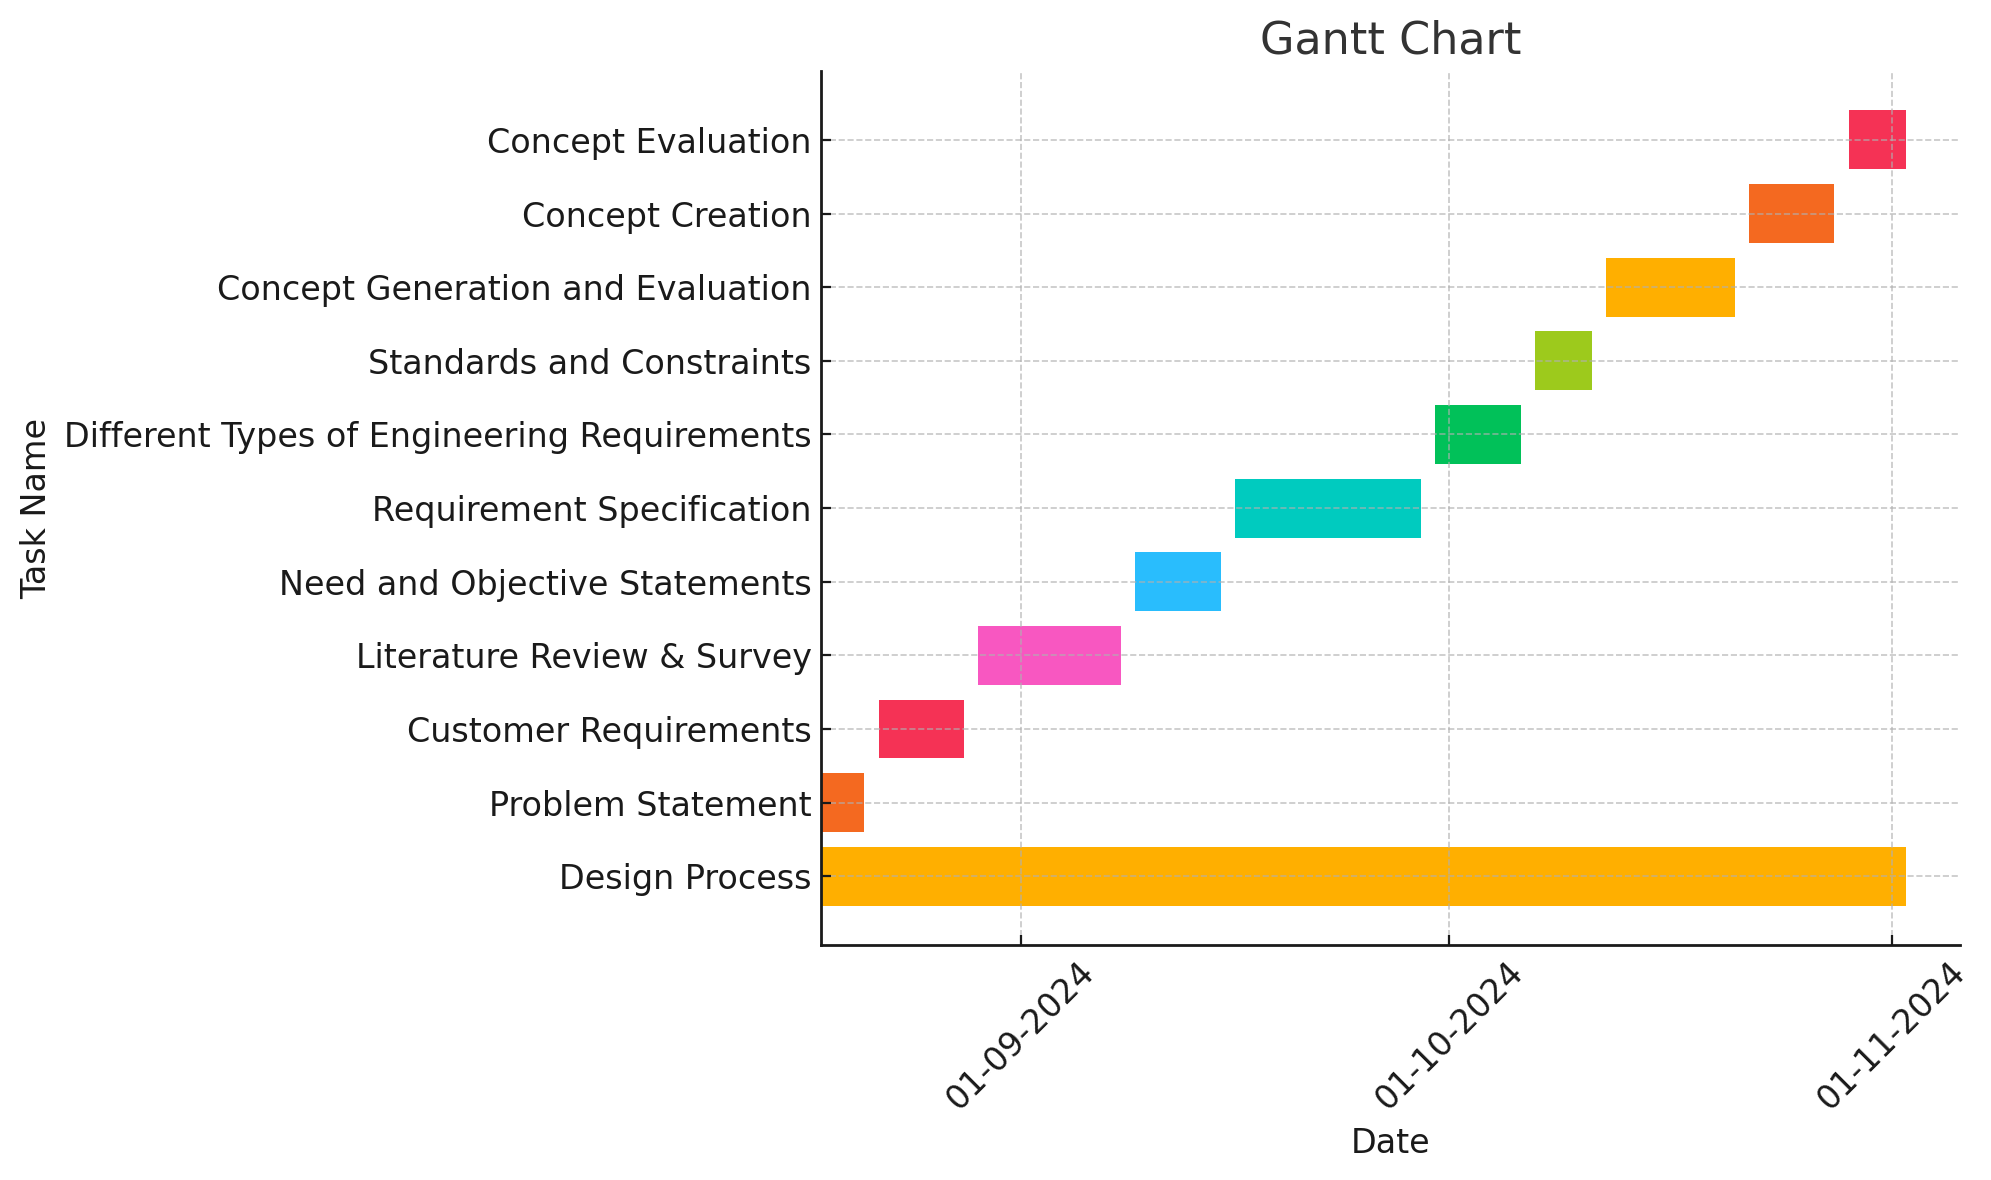 Gantt Chart
Concept Evaluation
Concept Creation
Concept Generation and Evaluation
Standards and Constraints
Different Types of Engineering Requirements
Requirement Specification
Need and Objective Statements
Literature Review & Survey
Customer Requirements
Problem Statement
Design Process
Task Name
01-09-2024
01-10-2024
01-11-2024
Date